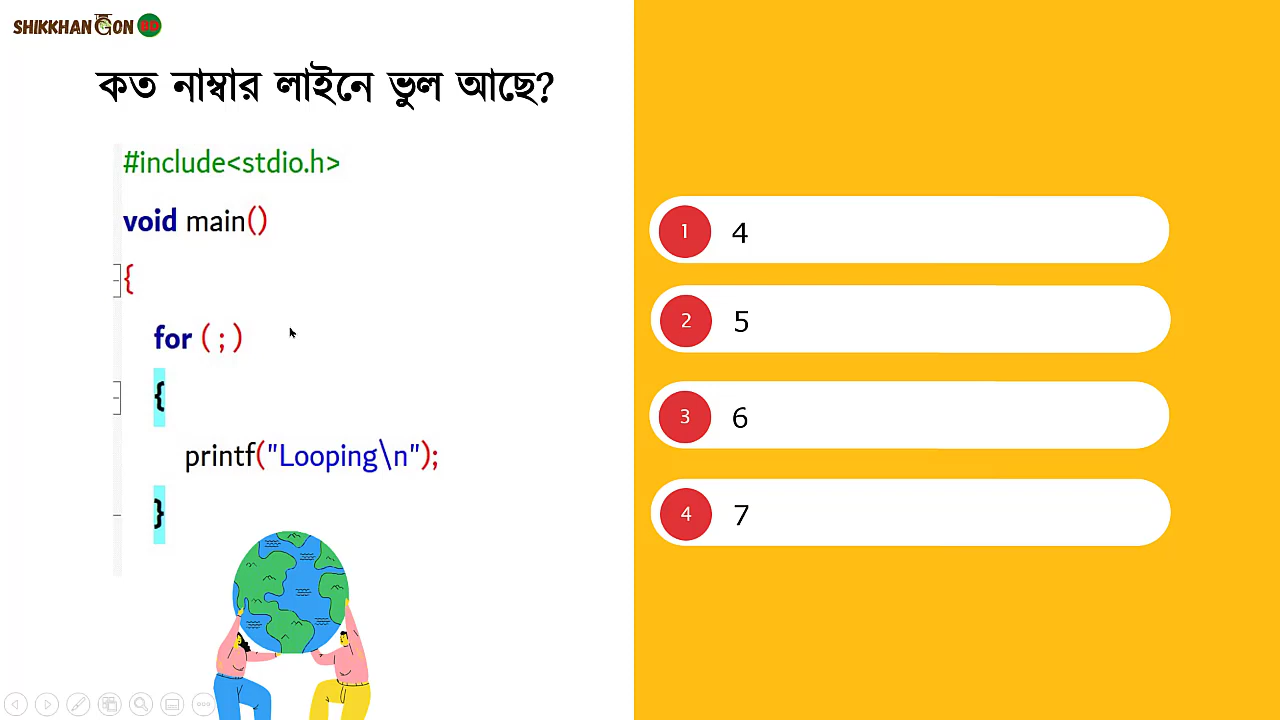 SHIKKHANGON BD
কত নাম্বার লাইনে ভুল আছে?
#include<stdio.h>
void main()
{
for ( ; )
{
printf("Looping\n");
}
1 4
2 5
3 6
4 7